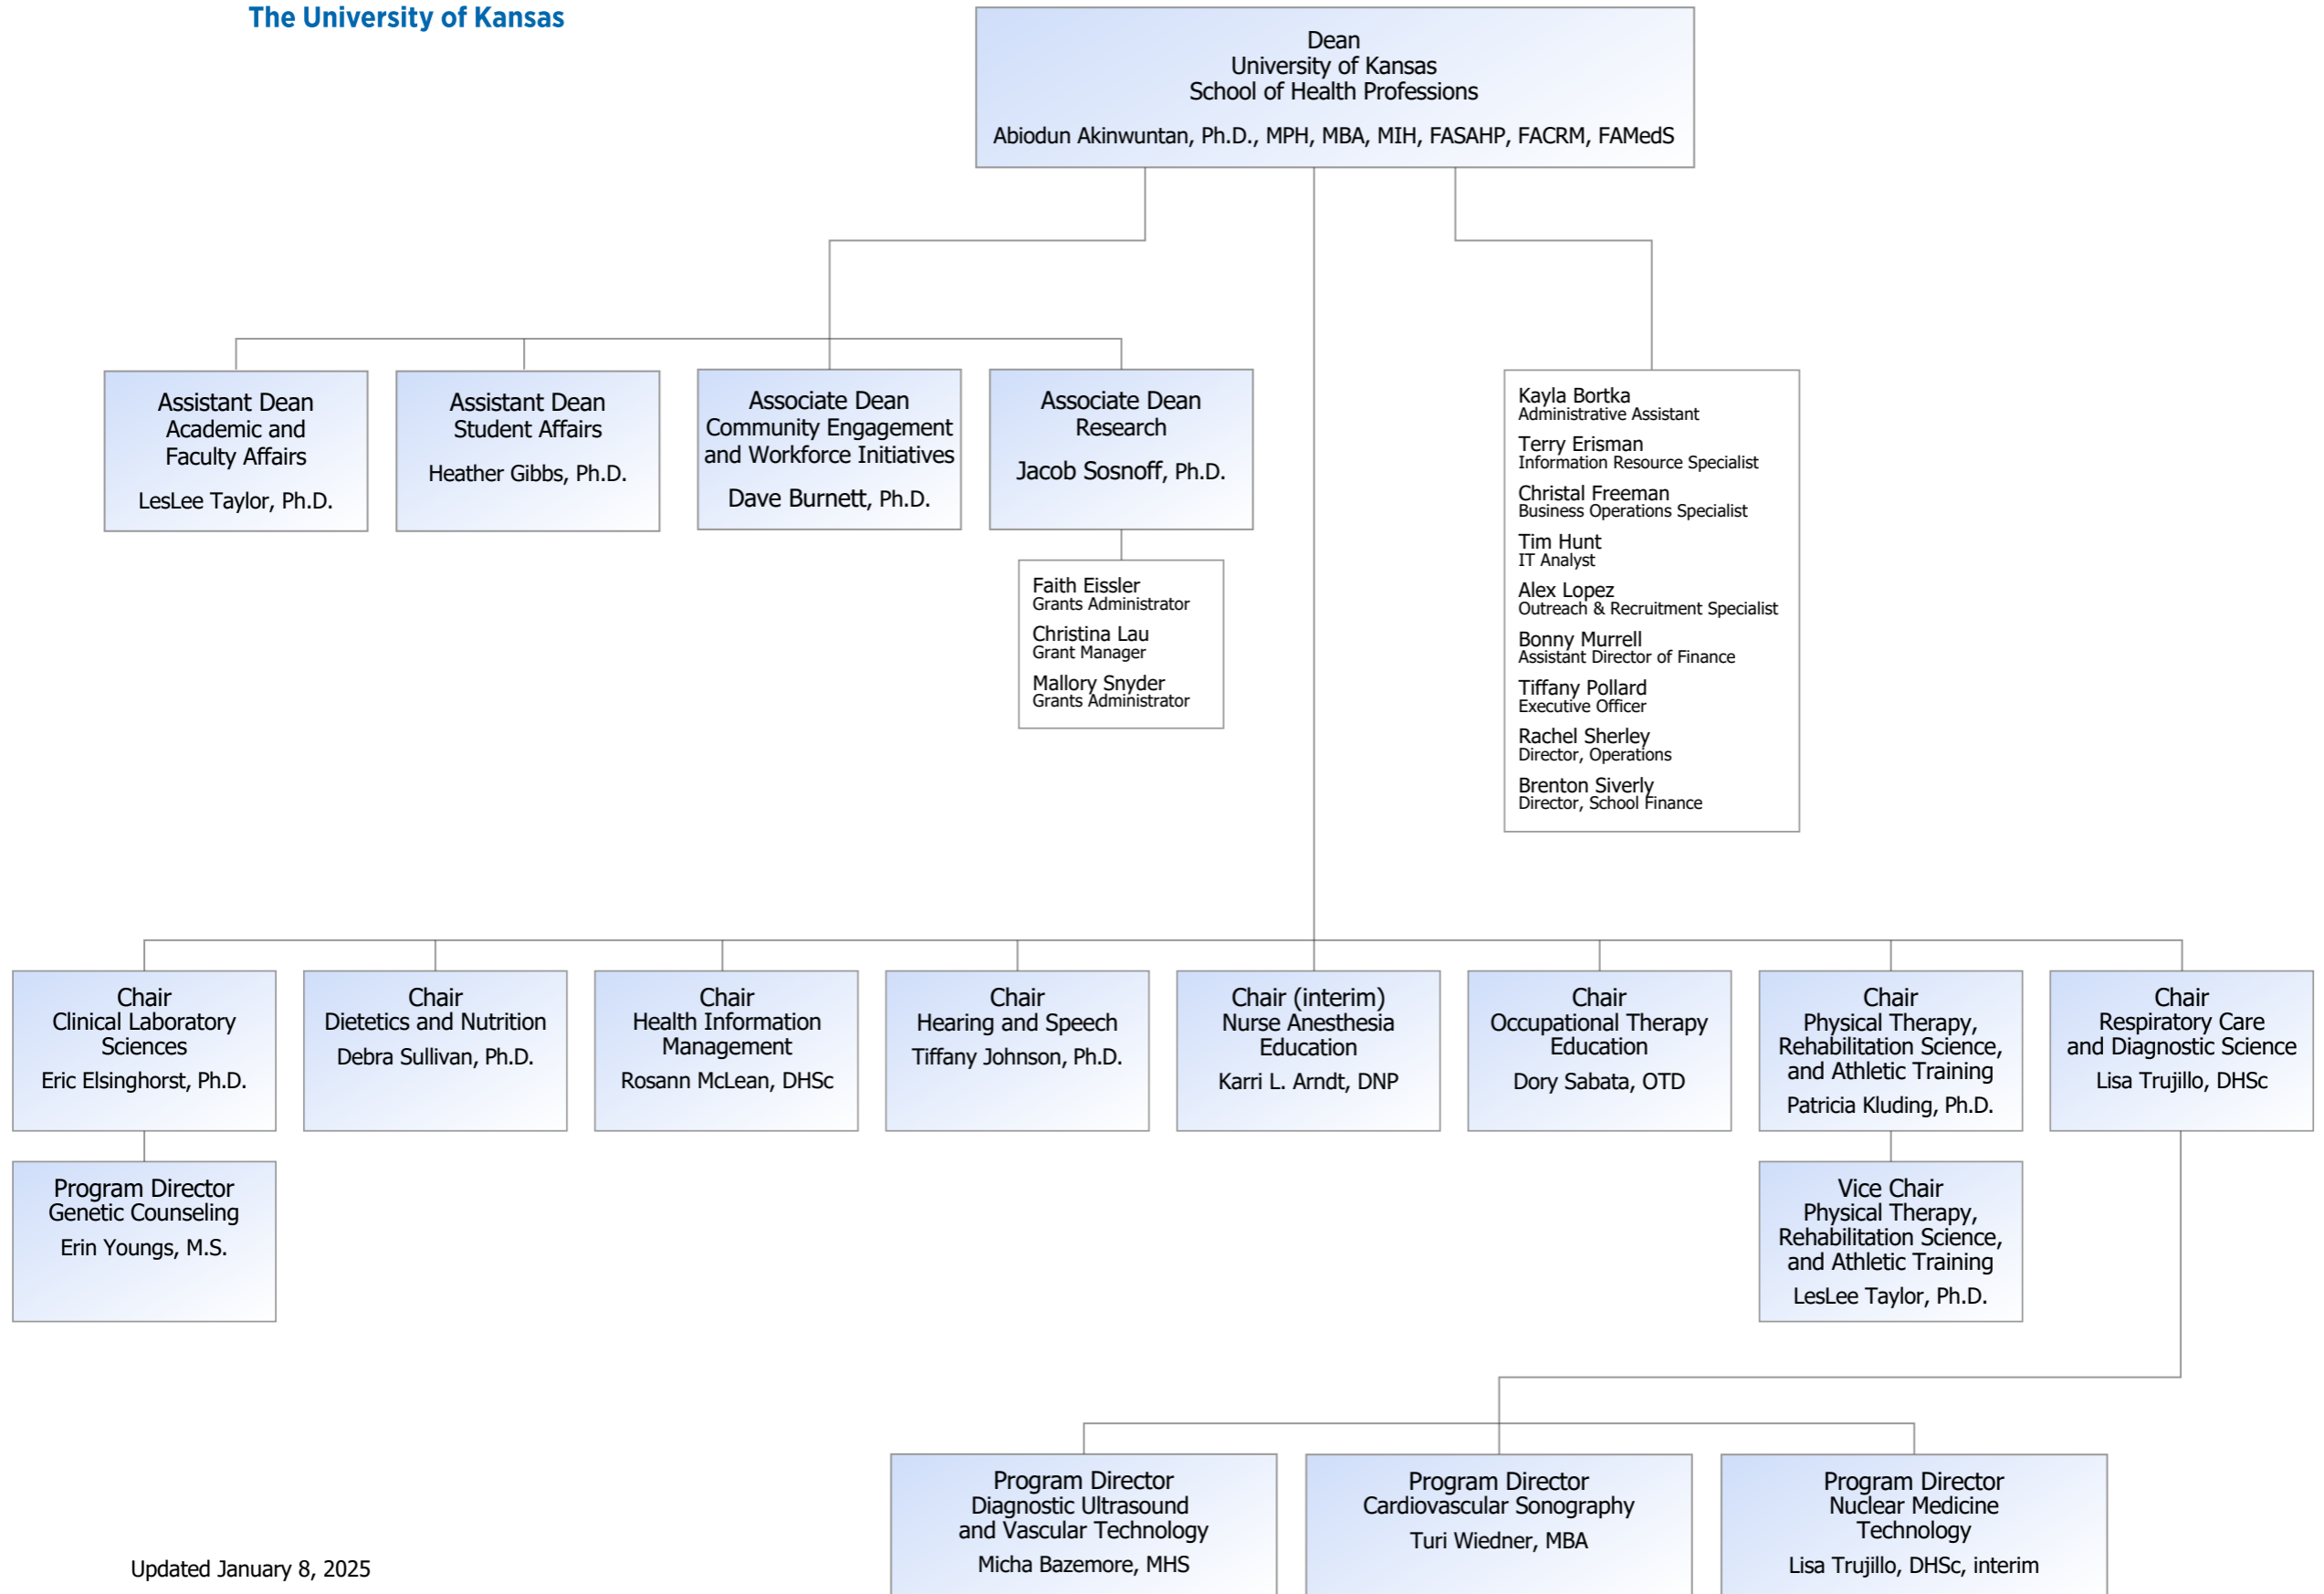 The University of Kansas
Dean
University of Kansas
School of Health Professions
Abiodun Akinwuntan, Ph.D., MPH, MBA, MIH, FASAHP, FACRM, FAMedS
Assistant Dean
Academic and
Faculty Affairs
LesLee Taylor, Ph.D.
Assistant Dean
Student Affairs
Heather Gibbs, Ph.D.
Associate Dean
Community Engagement
and Workforce Initiatives
Dave Burnett, Ph.D.
Associate Dean
Research
Jacob Sosnoff, Ph.D.
Faith Eissler
Grants Administrator
Christina Lau
Grant Manager
Mallory Snyder
Grants Administrator
Kayla Bortka
Administrative Assistant
Terry Erisman
Information Resource Specialist
Christal Freeman
Business Operations Specialist
Tim Hunt
IT Analyst
Alex Lopez
Outreach & Recruitment Specialist
Bonny Murrell
Assistant Director of Finance
Tiffany Pollard
Executive Officer
Rachel Sherley
Director, Operations
Brenton Siverly
Director, School Finance
Chair
Clinical Laboratory
Sciences
Eric Elsinghorst, Ph.D.
Chair
Dietetics and Nutrition
Debra Sullivan, Ph.D.
Chair
Health Information
Management
Rosann McLean, DHSc
Chair
Hearing and Speech
Tiffany Johnson, Ph.D.
Chair (interim)
Nurse Anesthesia
Education
Karri L. Arndt, DNP
Chair
Occupational Therapy
Education
Dory Sabata, OTD
Chair
Physical Therapy,
Rehabilitation Science,
and Athletic Training
Patricia Kluding, Ph.D.
Chair
Respiratory Care
and Diagnostic Science
Lisa Trujillo, DHSc
Program Director
Genetic Counseling
Erin Youngs, M.S.
Vice Chair
Physical Therapy,
Rehabilitation Science,
and Athletic Training
LesLee Taylor, Ph.D.
Program Director
Diagnostic Ultrasound
and Vascular Technology
Micha Bazemore, MHS
Program Director
Cardiovascular Sonography
Turi Wiedner, MBA
Program Director
Nuclear Medicine
Technology
Lisa Trujillo, DHSc, interim
Updated January 8, 2025